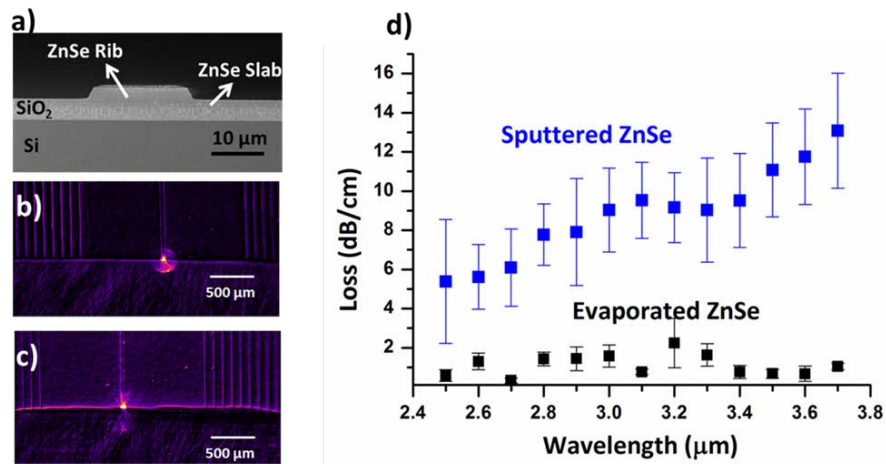 a)
ZnSe Rib
ZnSe Slab
SiO₂
Si
10 μm
b)
500 μm
c)
500 μm
d)
16
14
12
10
8
6
4
2
Loss (dB/cm)
Sputtered ZnSe
Evaporated ZnSe
2.4 2.6 2.8 3.0 3.2 3.4 3.6 3.8
Wavelength (μm)